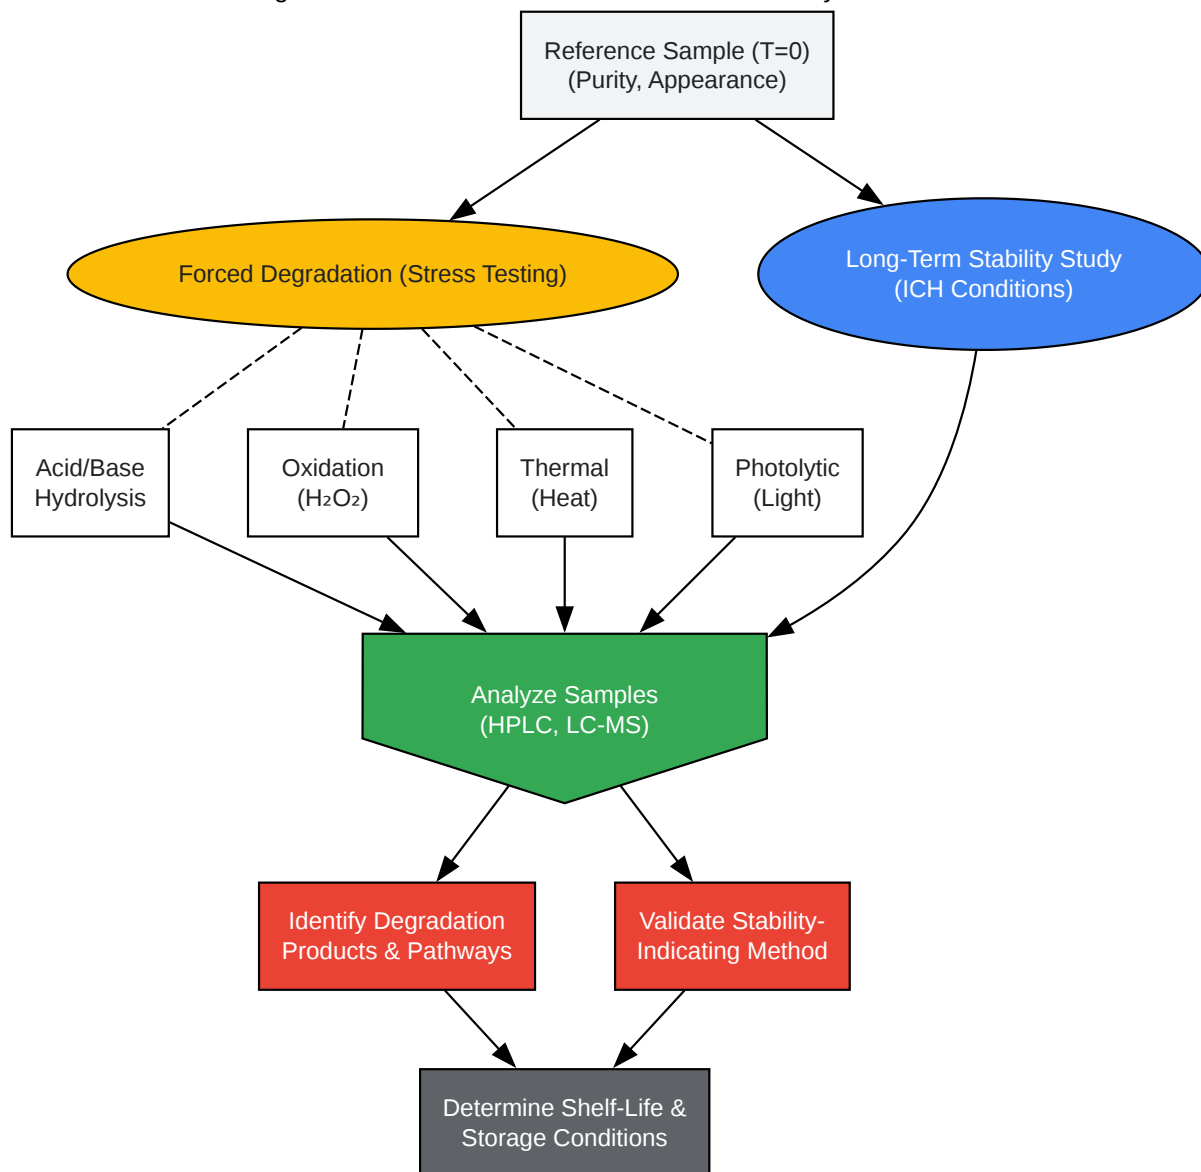 Reference Sample (T=0)
(Purity, Appearance)
Forced Degradation (Stress Testing)
Long-Term Stability Study
(ICH Conditions)
Acid/Base
Hydrolysis
Oxidation
(H₂O₂)
Thermal
(Heat)
Photolytic
(Light)
Analyze Samples
(HPLC, LC-MS)
Identify Degradation
Products & Pathways
Validate Stability-
Indicating Method
Determine Shelf-Life &
Storage Conditions